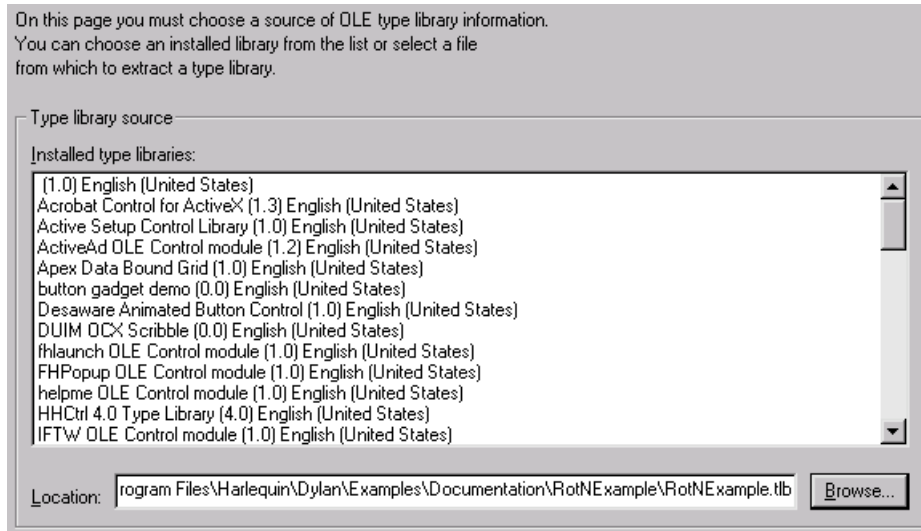 On this page you must choose a source of OLE type library information.
You can choose an installed library from the list or select a file
from which to extract a type library.
Type library source
Installed type libraries:
(1.0) English (United States)
Acrobat Control for ActiveX (1.3) English (United States)
Active Setup Control Library (1.0) English (United States)
ActiveAd OLE Control module (1.2) English (United States)
Apex Data Bound Grid (1.0) English (United States)
button gadget demo (0.0) English (United States)
Desaware Animated Button Control (1.0) English (United States)
DUIM OCX Scribble (0.0) English (United States)
fhlaunch OLE Control module (1.0) English (United States)
FHPopup OLE Control module (1.0) English (United States)
helpme OLE Control module (1.0) English (United States)
HHCtrl 4.0 Type Library (4.0) English (United States)
IFTW OLE Control module (1.0) English (United States)
Location: rogram Files\Harlequin\Dylan\Examples\Documentation\RotNExample\RotNExample.tlb Browse...